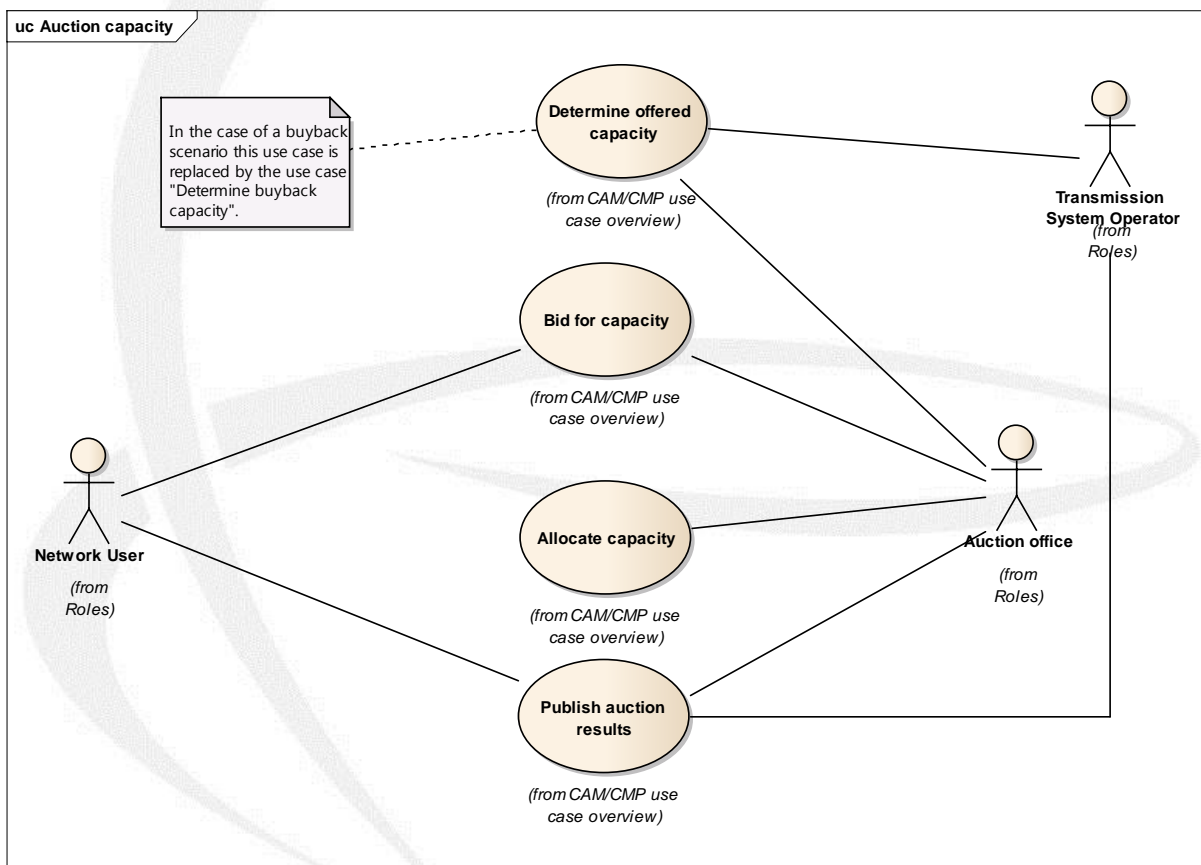 uc Auction capacity
In the case of a buyback
scenario this use case is
replaced by the use case
"Determine buyback
capacity".
Determine offered
capacity
(from CAM/CMP use
case overview)
Transmission
System Operator
(from
Roles)
Bid for capacity
(from CAM/CMP use
case overview)
Network User
(from
Roles)
Allocate capacity
(from CAM/CMP use
case overview)
Auction office
(from
Roles)
Publish auction
results
(from CAM/CMP use
case overview)